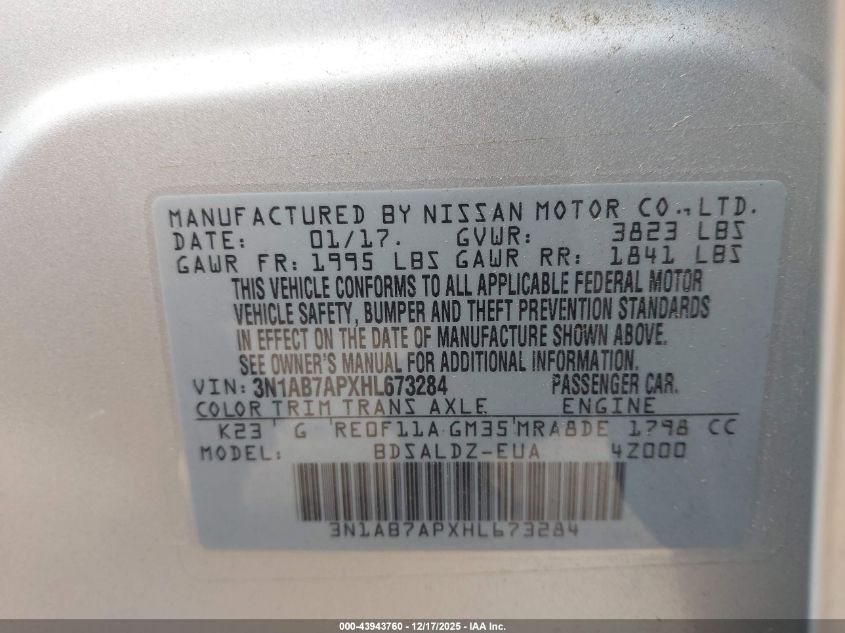 MANUFACTURED BY NISSAN MOTOR CO., LTD.
DATE: 01/17. GVWR: 3823 LBS
GAWR FR: 1995 LBS GAWR RR: 1841 LBS
THIS VEHICLE CONFORMS TO ALL APPLICABLE FEDERAL MOTOR
VEHICLE SAFETY, BUMPER AND THEFT PREVENTION STANDARDS
IN EFFECT ON THE DATE OF MANUFACTURE SHOWN ABOVE.
SEE OWNER'S MANUAL FOR ADDITIONAL INFORMATION.
VIN: 3N1AB7APXHL673284 PASSENGER CAR.
COLOR TRIM TRANS AXLE ENGINE
K23 G RE0F11A GM35 MRA8DE 1798 CC
MODEL: BDSALDZ-EUA 4Z000
3N1AB7APXHL673284
000-43943760 - 12/17/2025 - IAA Inc.